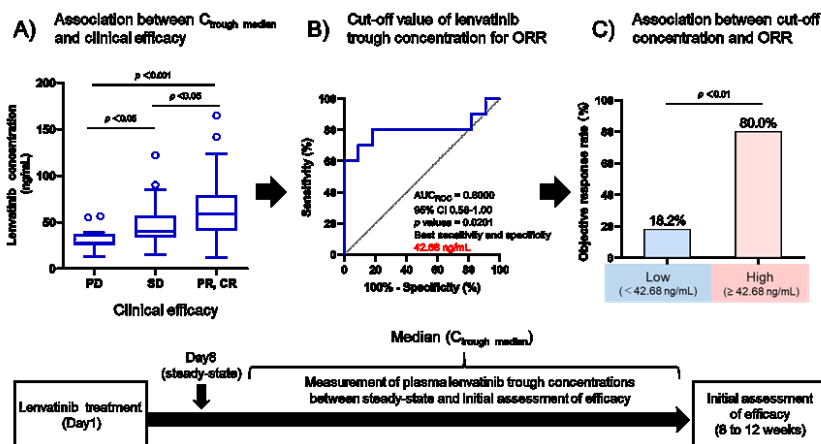 A) Association between Ctrough median
and clinical efficacy
p <0.001
p <0.05
p <0.05
Lenvatinib concentration
(ng/mL)
200
150
100
50
0
PD SD PR, CR
Clinical efficacy
B) Cut-off value of lenvatinib
trough concentration for ORR
Sensitivity (%)
100
80
60
40
20
0
0 20 40 60 80 100
100% - Specificity (%)
AUCROC = 0.8000
95% CI 0.58-1.00
p values = 0.0201
Best sensitivity and specificity
42.68 ng/mL
C) Association between cut-off
concentration and ORR
p <0.01
Objective response rate (%)
100
80
60
40
20
0
18.2%
80.0%
Low
(< 42.68 ng/mL)
High
(≥ 42.68 ng/mL)
Median (Ctrough median)
Day8
(steady-state)
Measurement of plasma lenvatinib trough concentrations
between steady-state and Initial assessment of efficacy
Lenvatinib treatment
(Day1)
Initial assessment
of efficacy
(8 to 12 weeks)